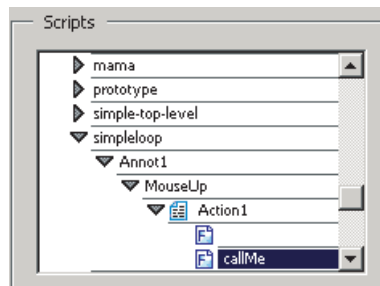 Scripts
mama
prototype
simple-top-level
simpleloop
Annot1
MouseUp
Action1
callMe